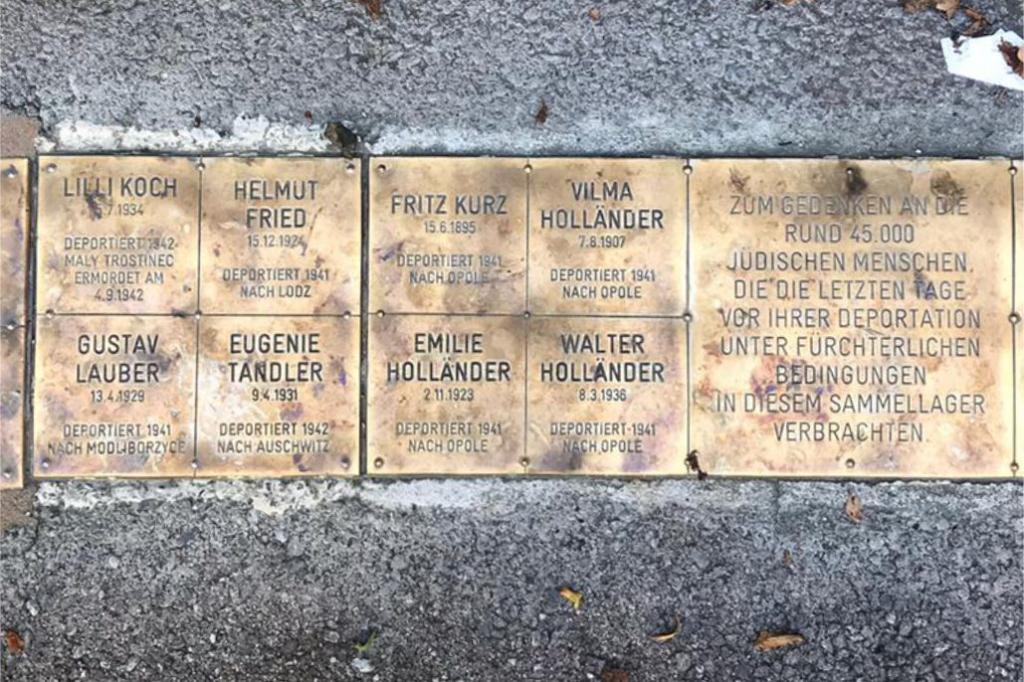 LILLI KOCH
.7.1934
DEPORTIERT 1942
MALY TROSTINEC
ERMORDET AM
4.9.1942
HELMUT
FRIED
15.12.1924
DEPORTIERT 1941
NACH LODZ
GUSTAV
LAUBER
13.4.1929
DEPORTIERT 1941
NACH MODLIBORZYCE
EUGENIE
TANDLER
9.4.1931
DEPORTIERT 1942
NACH AUSCHWITZ
FRITZ KURZ
15.6.1895
DEPORTIERT 1941
NACH OPOLE
VILMA
HOLLÄNDER
7.8.1907
DEPORTIERT 1941
NACH OPOLE
EMILIE
HOLLÄNDER
2.11.1923
DEPORTIERT 1941
NACH OPOLE
WALTER
HOLLÄNDER
8.3.1936
DEPORTIERT 1941
NACH OPOLE
ZUM GEDENKEN AN DIE
RUND 45.000
JÜDISCHEN MENSCHEN,
DIE DIE LETZTEN TAGE
VOR IHRER DEPORTATION
UNTER FÜRCHTERLICHEN
BEDINGUNGEN
IN DIESEM SAMMELLAGER
VERBRACHTEN.